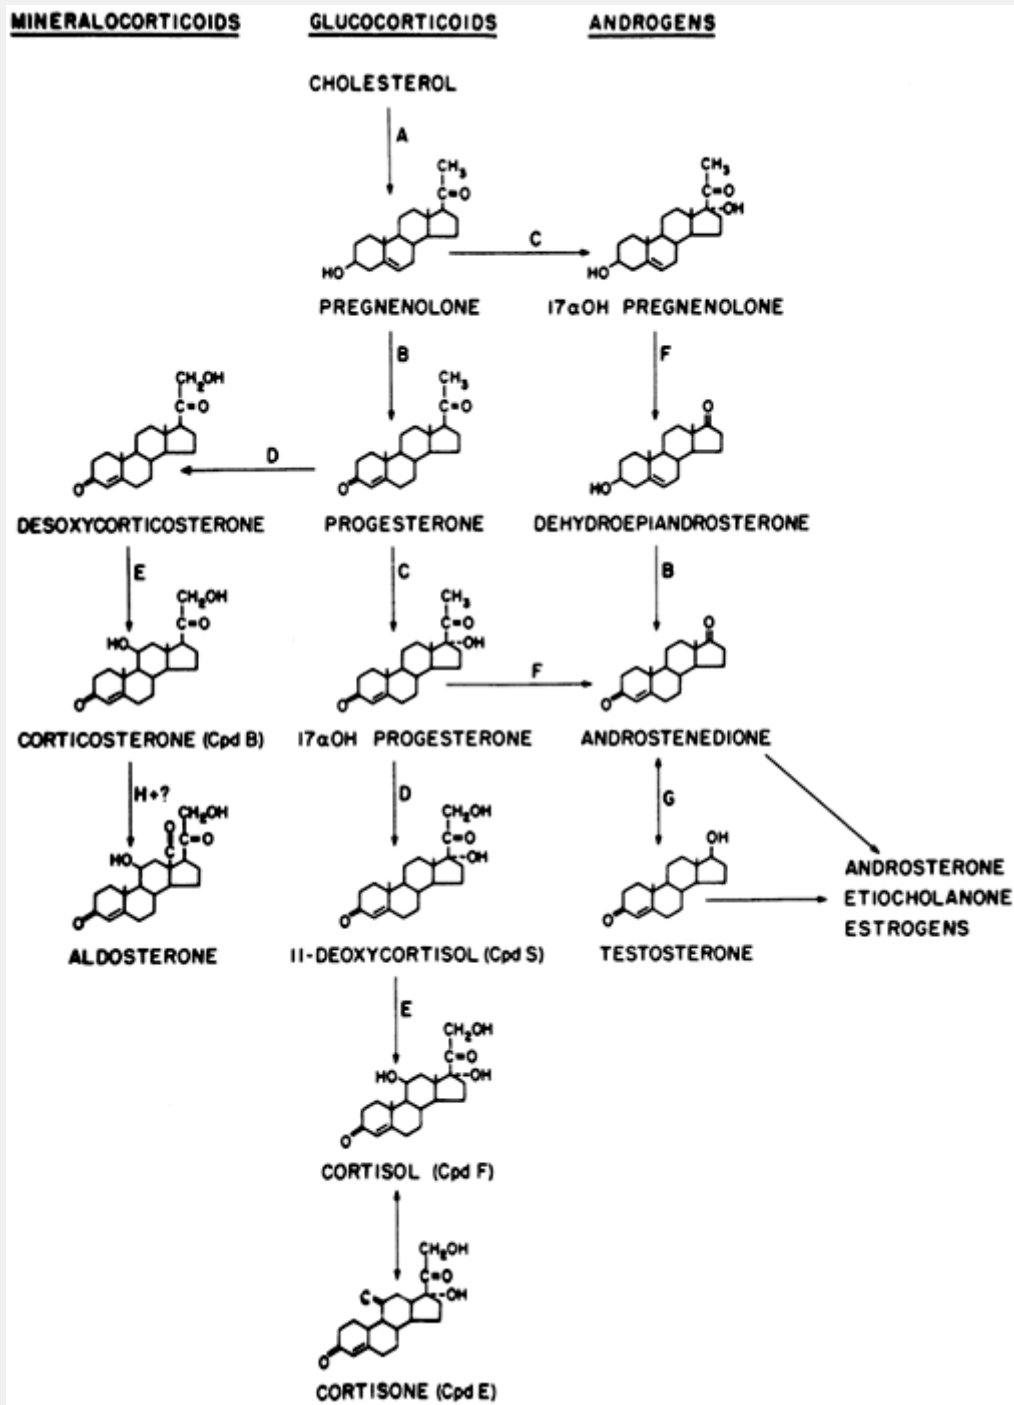 MINERALOCORTICOIDS GLUCOCORTICOIDS ANDROGENS
CHOLESTEROL
A
CH3
C=O
HO
PREGNENOLONE
C
CH3
C=O
--OH
HO
17αOH PREGNENOLONE
B
F
CH2OH
C=O
O
DESOXYCORTICOSTERONE
D
CH3
C=O
O
PROGESTERONE
O
HO
DEHYDROEPIANDROSTERONE
E
C
B
CH2OH
C=O
HO
O
CORTICOSTERONE (Cpd B)
CH3
C=O
--OH
O
17αOH PROGESTERONE
F
O
O
ANDROSTENEDIONE
H+?
D
G
CH2OH
O
C=O
C
HO
O
ALDOSTERONE
CH2OH
C=O
--OH
O
11-DEOXYCORTISOL (Cpd S)
OH
O
TESTOSTERONE
ANDROSTERONE
ETIOCHOLANONE
ESTROGENS
E
CH2OH
C=O
HO
--OH
O
CORTISOL (Cpd F)
CH2OH
C=O
--OH
O
CORTISONE (Cpd E)